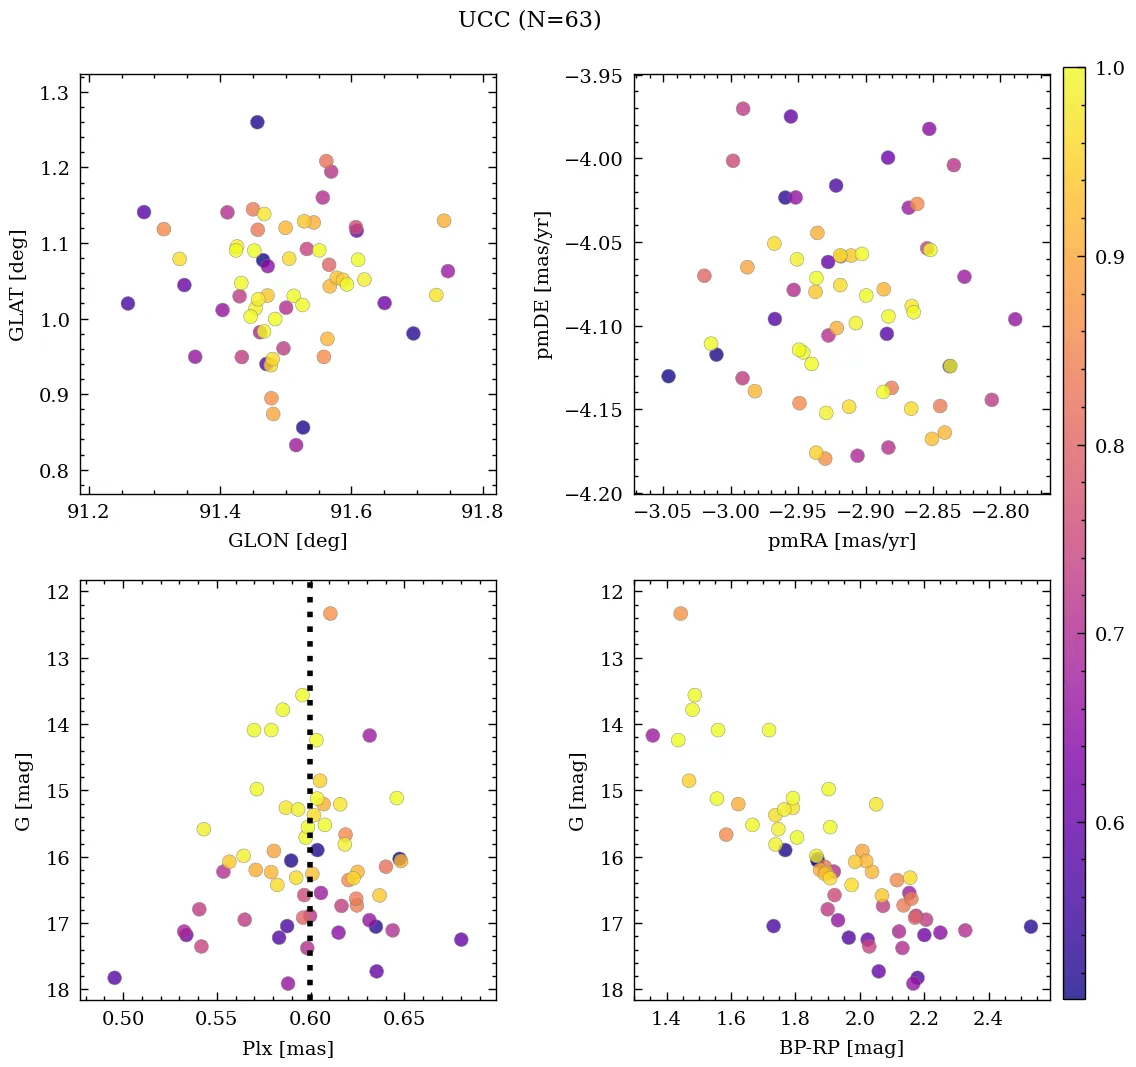 UCC (N=63)
1.3
1.2
1.1
1.0
0.9
0.8
GLAT [deg]
91.2 91.4 91.6 91.8
GLON [deg]
−3.95
−4.00
−4.05
−4.10
−4.15
−4.20
pmDE [mas/yr]
−3.05 −3.00 −2.95 −2.90 −2.85 −2.80
pmRA [mas/yr]
12
13
14
15
16
17
18
G [mag]
0.50 0.55 0.60 0.65
Plx [mas]
12
13
14
15
16
17
18
G [mag]
1.4 1.6 1.8 2.0 2.2 2.4
BP-RP [mag]
1.0
0.9
0.8
0.7
0.6